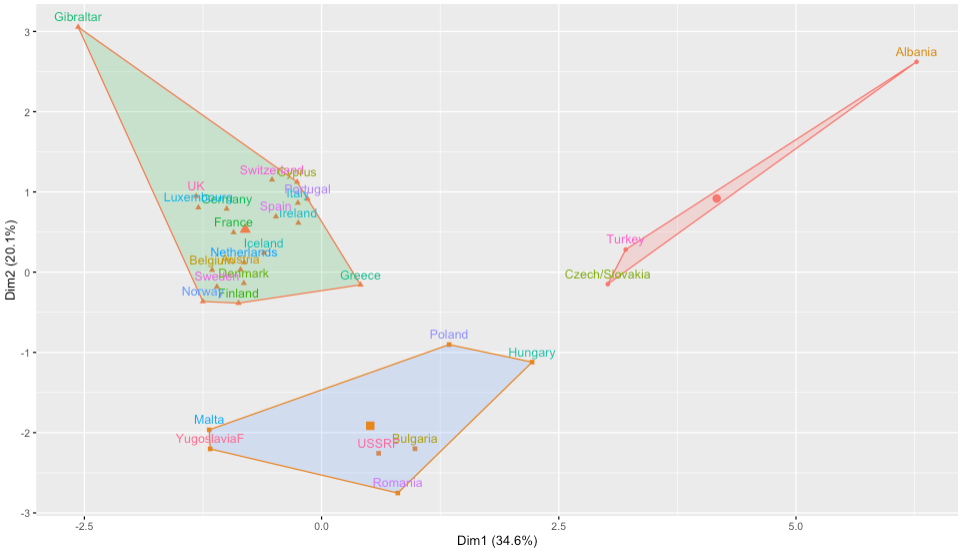 Gibraltar
Albania
Switzerland
Cyprus
UK
Portugal
Luxembourg
Germany
Italy
Spain
Ireland
France
Iceland
Netherlands
Belgium
Austria
Denmark
Sweden
Norway
Finland
Greece
Turkey
Czech/Slovakia
Poland
Hungary
Malta
YugoslaviaF
USSRF
Bulgaria
Romania
3
2
1
0
-1
-2
-3
Dim2 (20.1%)
-2.5
0.0
2.5
5.0
Dim1 (34.6%)